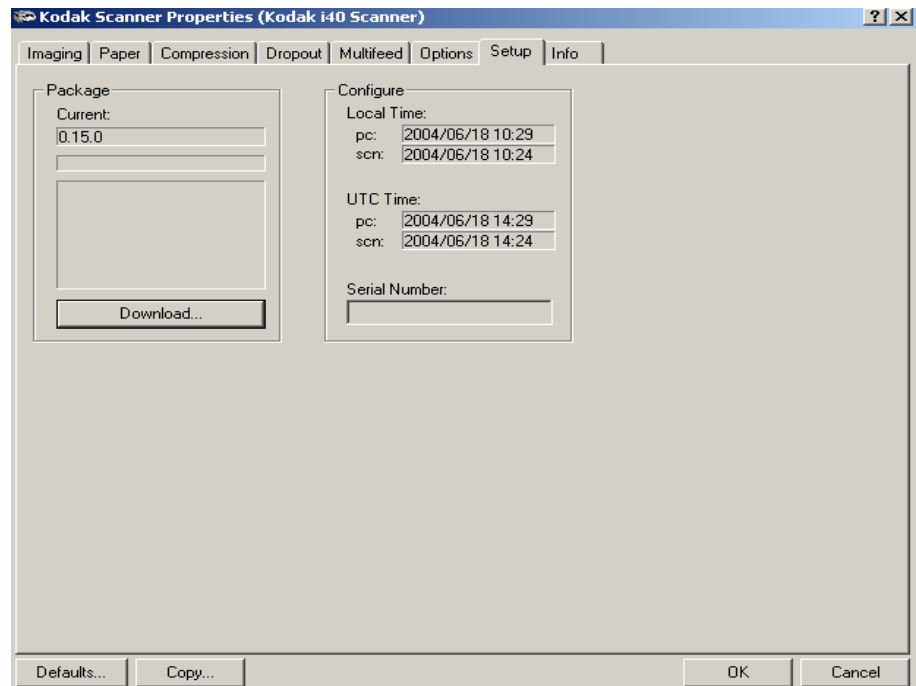 Kodak Scanner Properties (Kodak i40 Scanner)
Imaging Paper Compression Dropout Multifeed Options Setup Info
Package
Current:
0.15.0
Download...
Configure
Local Time:
pc: 2004/06/18 10:29
scn: 2004/06/18 10:24
UTC Time:
pc: 2004/06/18 14:29
scn: 2004/06/18 14:24
Serial Number:
Defaults... Copy... OK Cancel